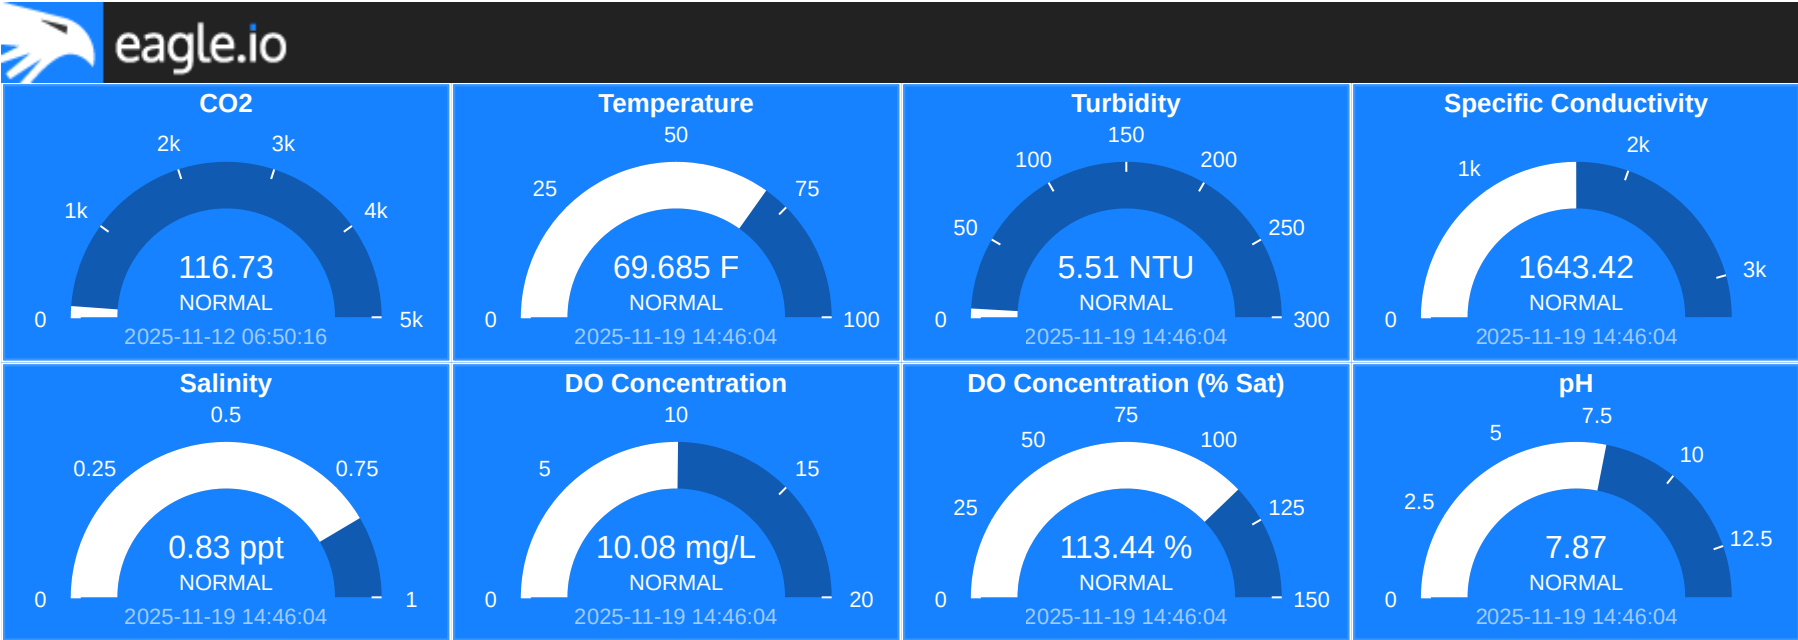 eagle.io
CO2
2k 3k
1k 4k
116.73
NORMAL
0 5k
2025-11-12 06:50:16
Temperature
50
25 75
69.685 F
NORMAL
0 100
2025-11-19 14:46:04
Turbidity
150
100 200
50 250
5.51 NTU
NORMAL
0 300
2025-11-19 14:46:04
Specific Conductivity
2k
1k
1643.42 3k
NORMAL
0
2025-11-19 14:46:04
Salinity
0.5
0.25 0.75
0.83 ppt
NORMAL
0 1
2025-11-19 14:46:04
DO Concentration
10
5 15
10.08 mg/L
NORMAL
0 20
2025-11-19 14:46:04
DO Concentration (% Sat)
75
50 100
25 125
113.44 %
NORMAL
0 150
2025-11-19 14:46:04
pH
7.5
5 10
2.5 12.5
7.87
NORMAL
0
2025-11-19 14:46:04